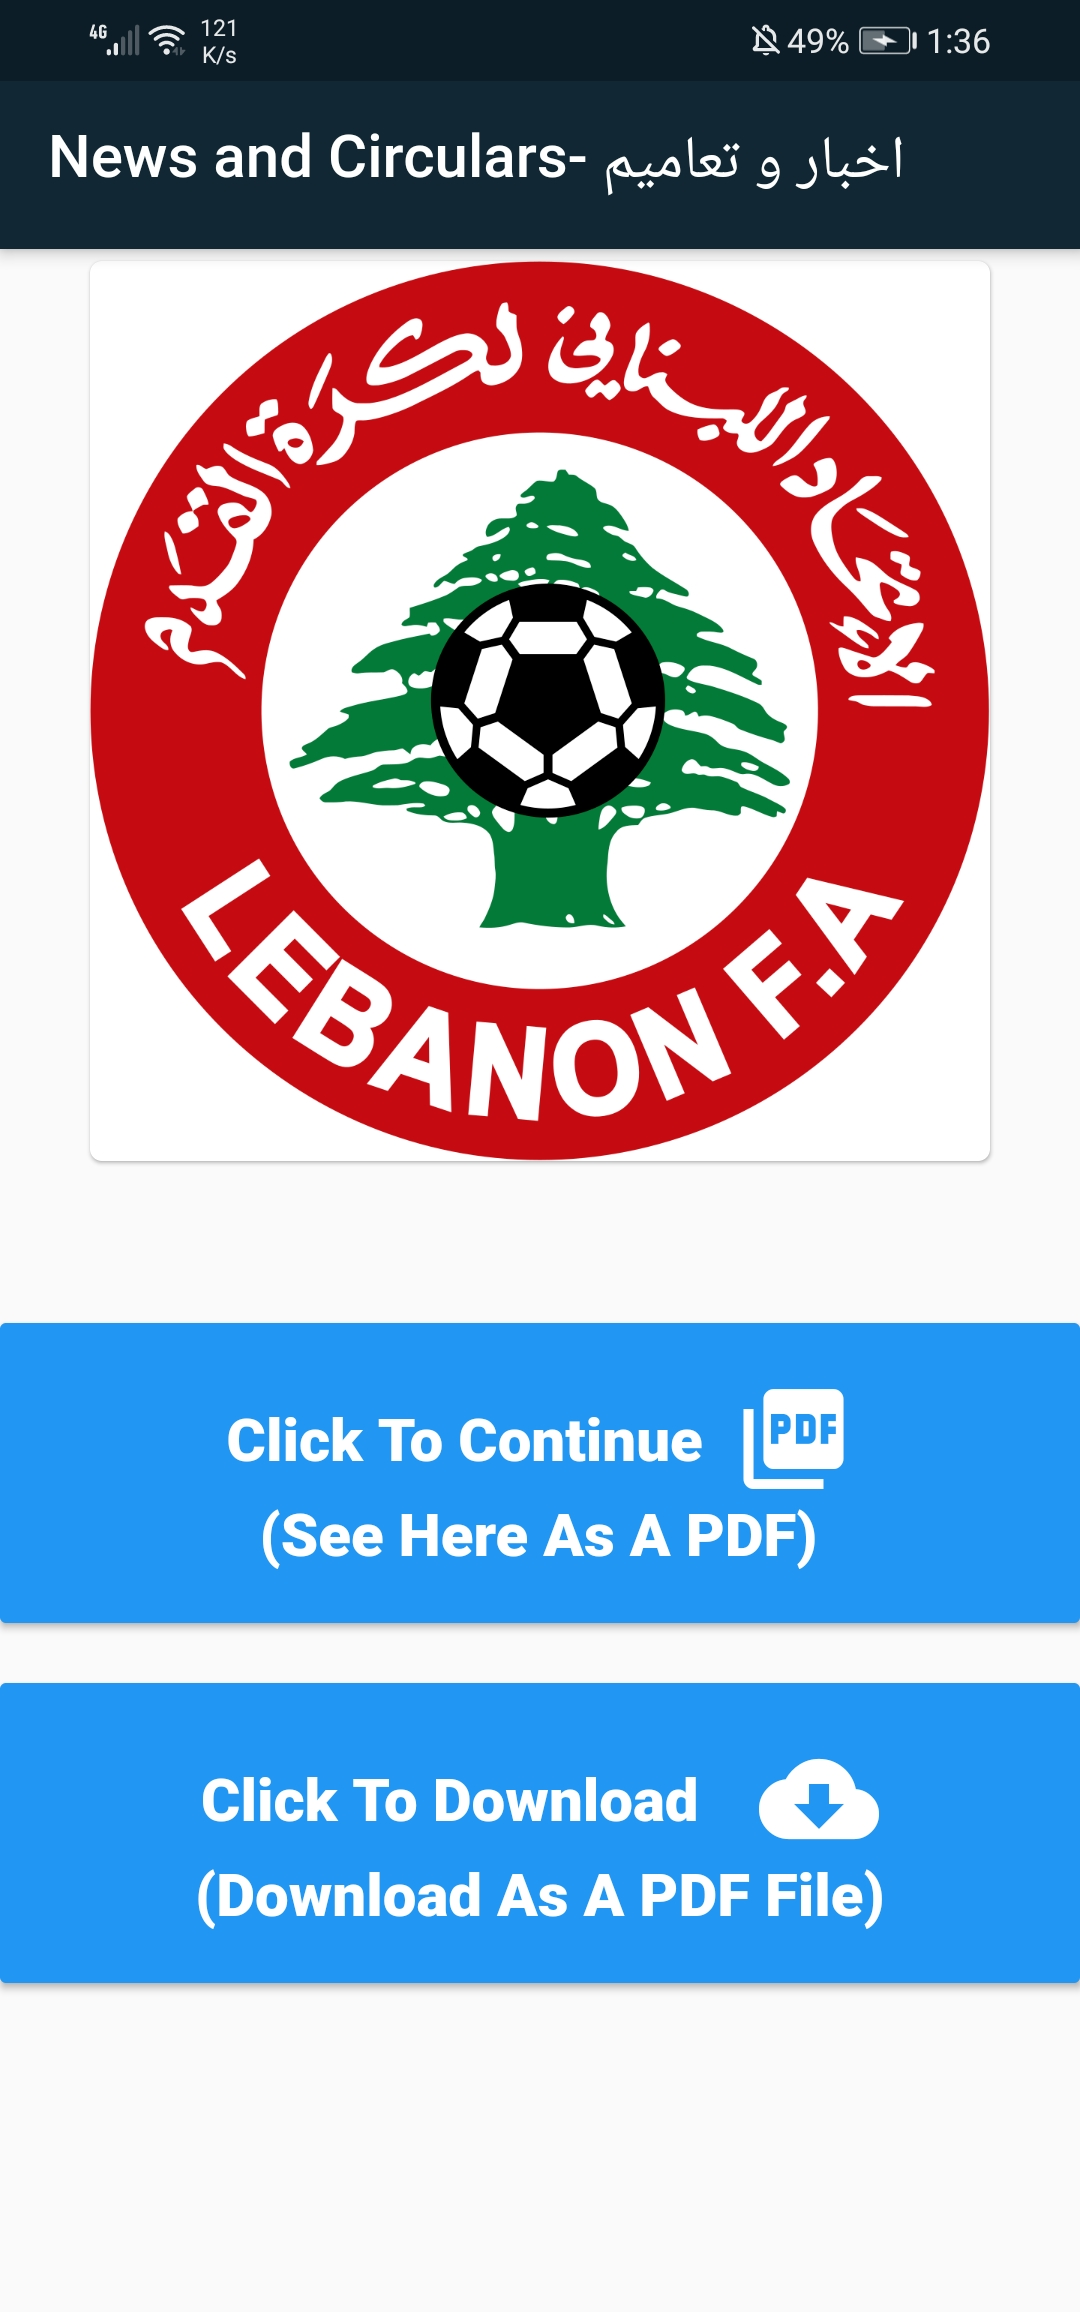 4G
121
K/s
49%
1:36
News and Circulars- اخبار و تعاميم
الاتحاد اللبناني لكرة القدم
LEBANON F.A
Click To Continue
PDF
(See Here As A PDF)
Click To Download
(Download As A PDF File)